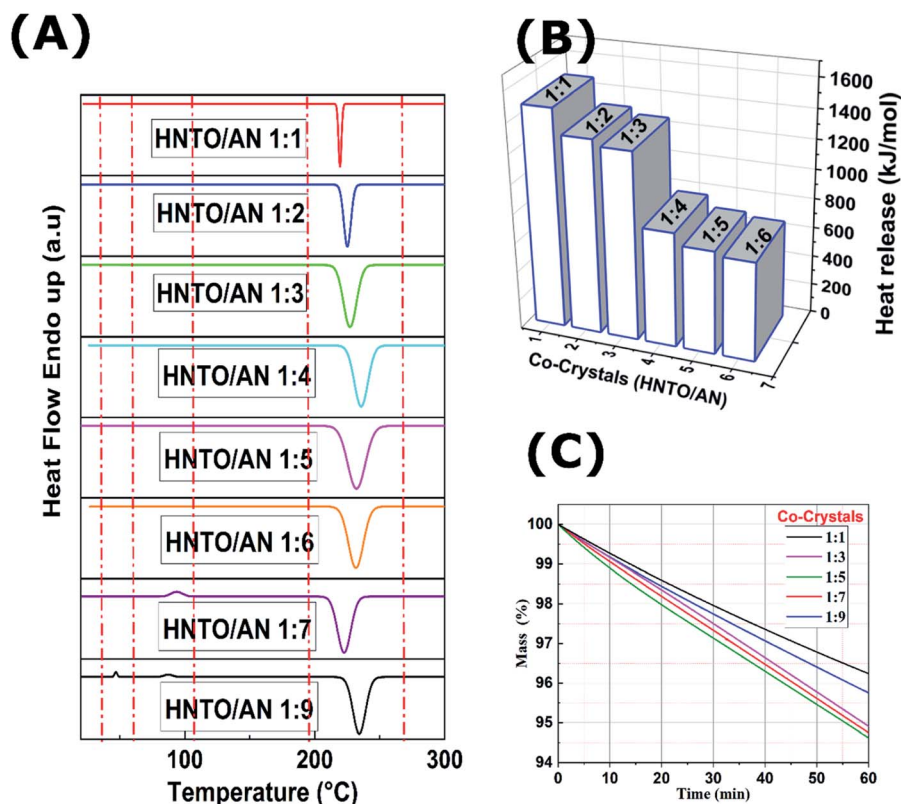 (A)
Heat Flow Endo up (a.u)
HNTO/AN 1:1
HNTO/AN 1:2
HNTO/AN 1:3
HNTO/AN 1:4
HNTO/AN 1:5
HNTO/AN 1:6
HNTO/AN 1:7
HNTO/AN 1:9
100
200
300
Temperature (°C)
(B)
1:1
1:2
1:3
1:4
1:5
1:6
1600
1400
1200
1000
800
600
400
200
0
Heat release (kJ/mol)
1
2
3
4
5
6
7
Co-Crystals (HNTO/AN)
(C)
Co-Crystals
1:1
1:3
1:5
1:7
1:9
100
99
98
97
96
95
94
Mass (%)
0
10
20
30
40
50
60
Time (min)